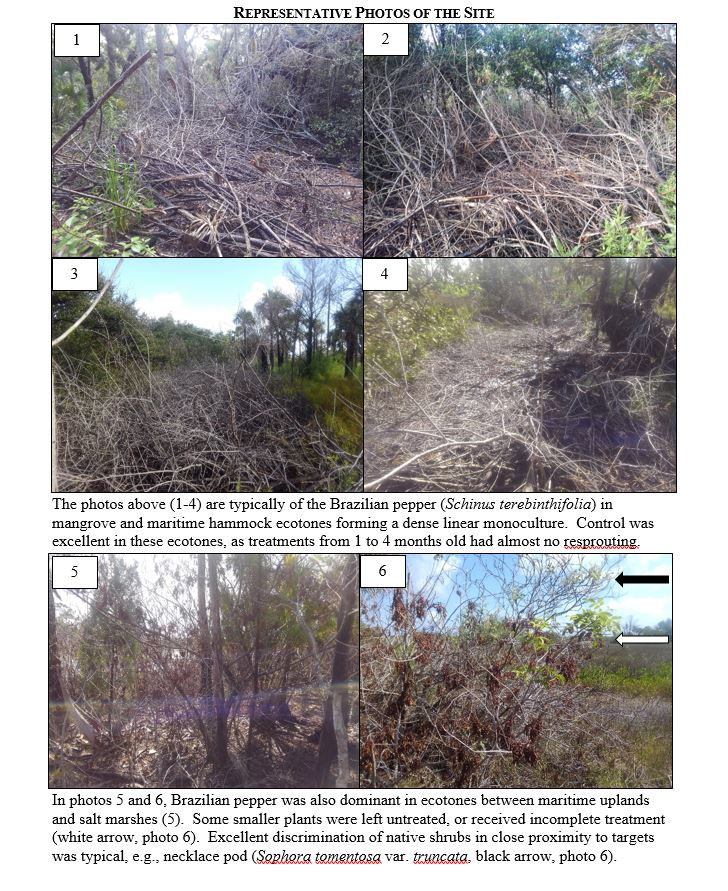 REPRESENTATIVE PHOTOS OF THE SITE
1
2
3
4
The photos above (1-4) are typically of the Brazilian pepper (Schinus terebinthifolia) in
mangrove and maritime hammock ecotones forming a dense linear monoculture.  Control was
excellent in these ecotones, as treatments from 1 to 4 months old had almost no resprouting.
5
6
In photos 5 and 6, Brazilian pepper was also dominant in ecotones between maritime uplands
and salt marshes (5).  Some smaller plants were left untreated, or received incomplete treatment
(white arrow, photo 6).  Excellent discrimination of native shrubs in close proximity to targets
was typical, e.g., necklace pod (Sophora tomentosa var. truncata, black arrow, photo 6).